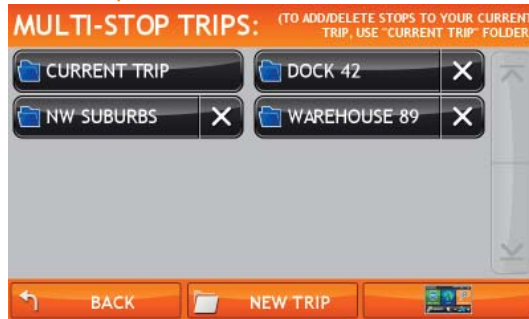 MULTI-STOP TRIPS:
(TO ADD/DELETE STOPS TO YOUR CURRENT
TRIP, USE "CURRENT TRIP" FOLDER
CURRENT TRIP
DOCK 42
NW SUBURBS
WAREHOUSE 89
BACK
NEW TRIP